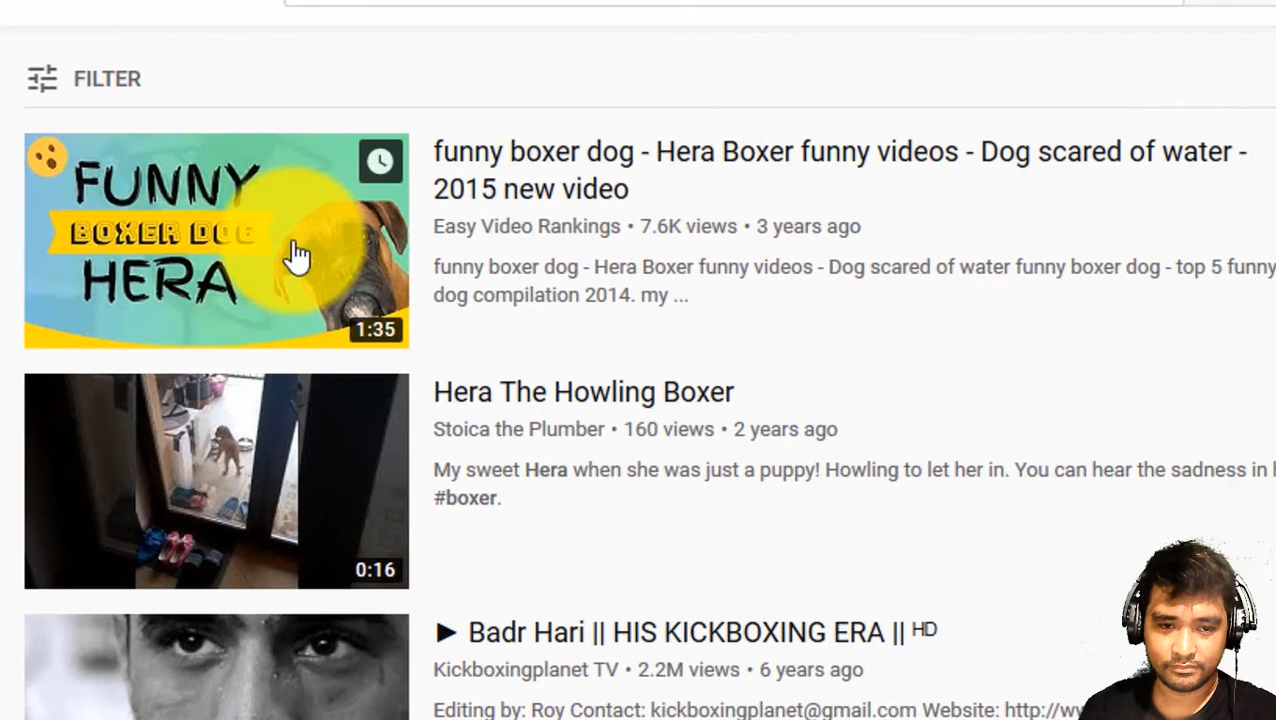 FILTER
FUNNY
BOXER DOG
HERA
1:35
funny boxer dog - Hera Boxer funny videos - Dog scared of water -
2015 new video
Easy Video Rankings • 7.6K views • 3 years ago
funny boxer dog - Hera Boxer funny videos - Dog scared of water funny boxer dog - top 5 funny
dog compilation 2014. my ...
0:16
Hera The Howling Boxer
Stoica the Plumber • 160 views • 2 years ago
My sweet Hera when she was just a puppy! Howling to let her in. You can hear the sadness in
#boxer.
► Badr Hari || HIS KICKBOXING ERA || ᴴᴰ
Kickboxingplanet TV • 2.2M views • 6 years ago
Editing by: Roy Contact: kickboxingplanet@gmail.com Website: